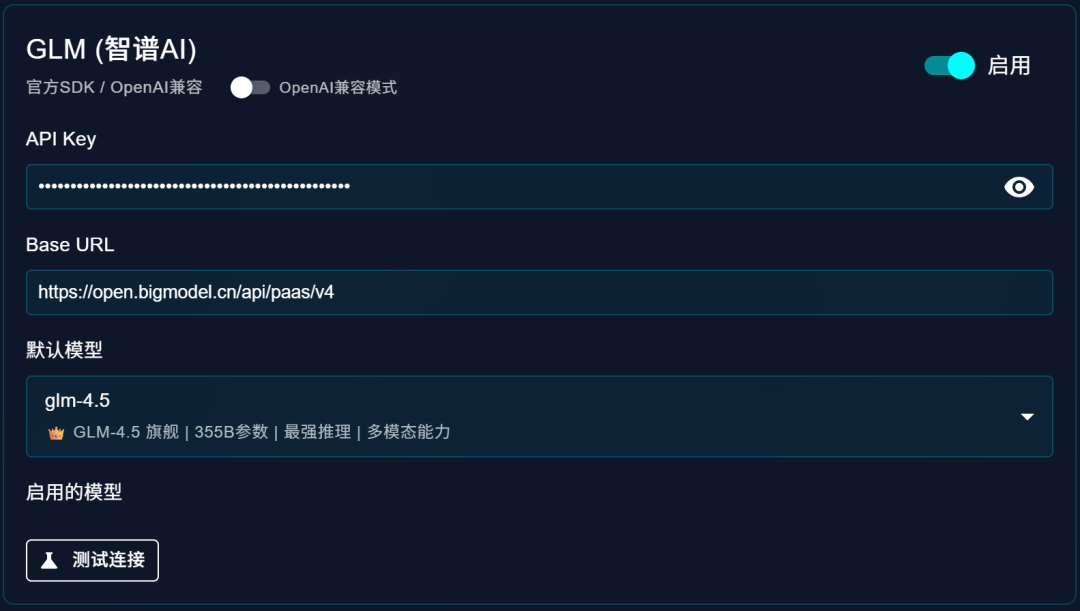 GLM (智谱AI)
官方SDK / OpenAI兼容
OpenAI兼容模式
启用
API Key
••••••••••••••••••••••••••••••••••••••••••••••••••
Base URL
https://open.bigmodel.cn/api/paas/v4
默认模型
glm-4.5
👑 GLM-4.5 旗舰 | 355B参数 | 最强推理 | 多模态能力
启用的模型
测试连接